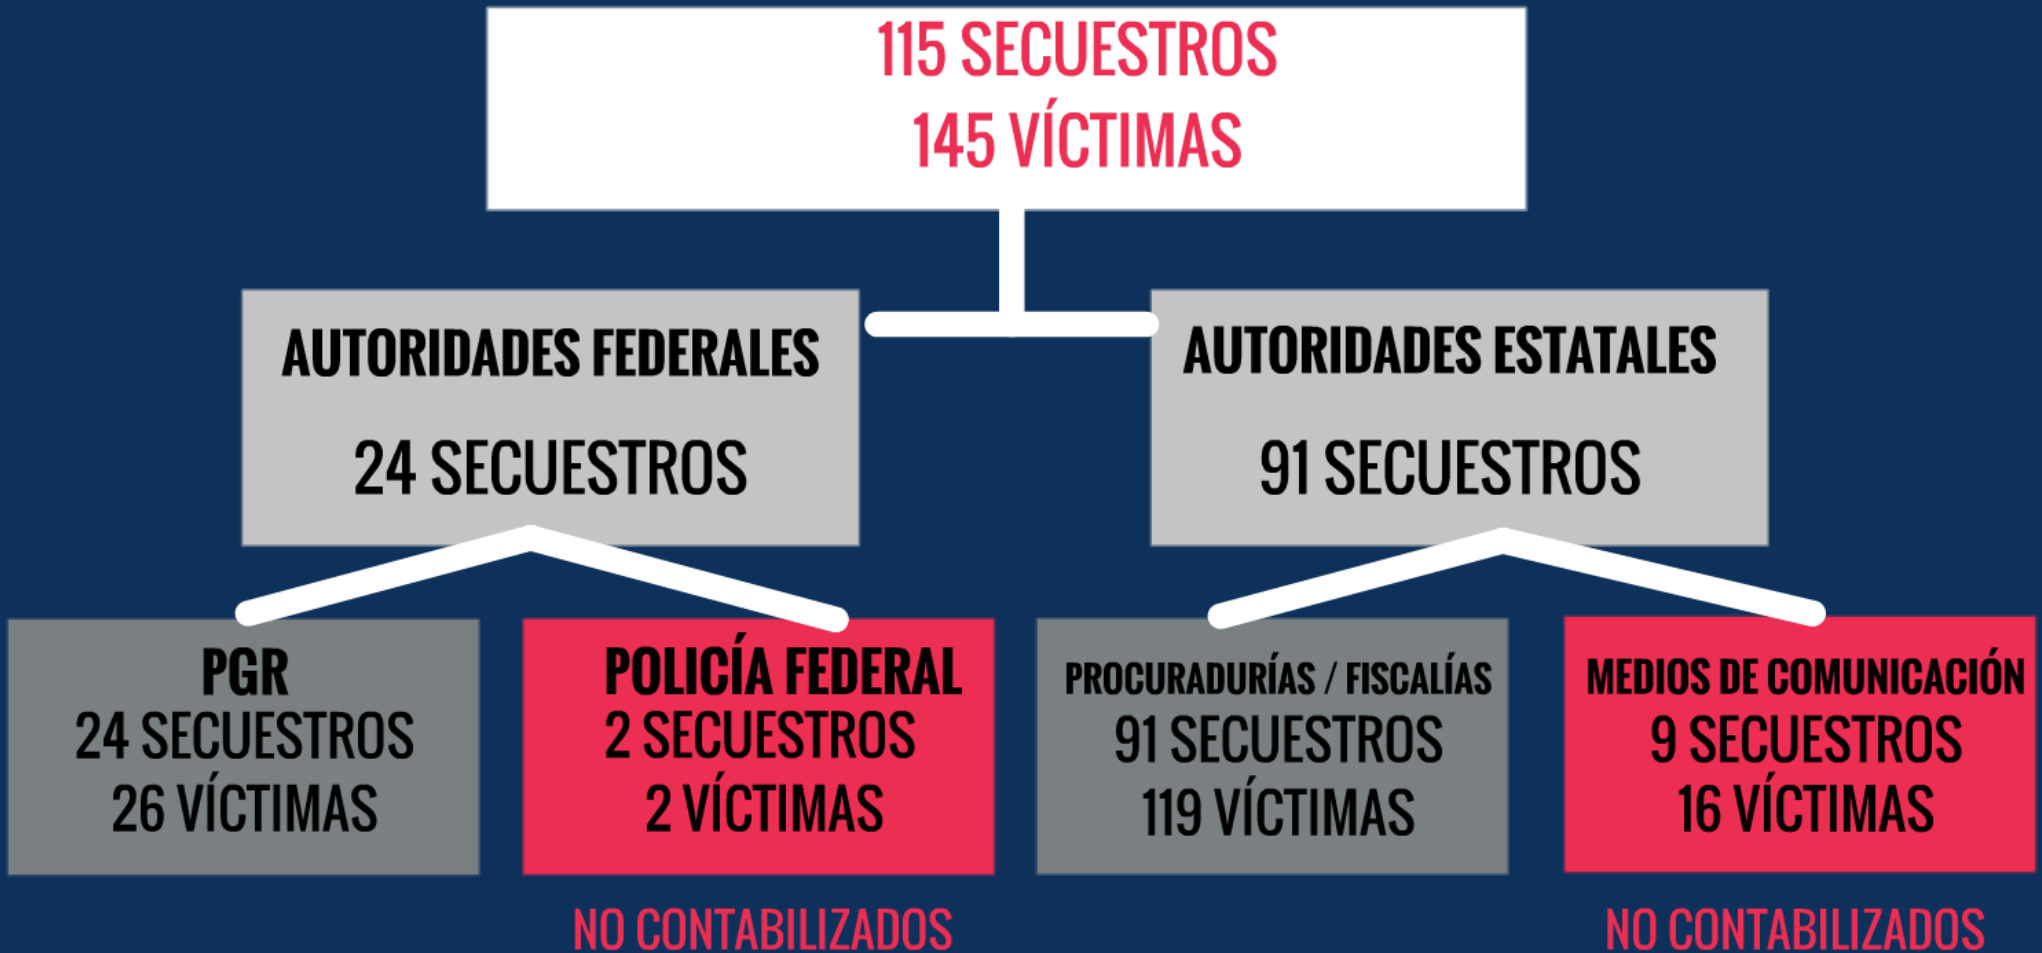 115 SECUESTROS
145 VÍCTIMAS
AUTORIDADES FEDERALES
24 SECUESTROS
AUTORIDADES ESTATALES
91 SECUESTROS
PGR
24 SECUESTROS
26 VÍCTIMAS
POLICÍA FEDERAL
2 SECUESTROS
2 VÍCTIMAS
NO CONTABILIZADOS
PROCURADURÍAS / FISCALÍAS
91 SECUESTROS
119 VÍCTIMAS
MEDIOS DE COMUNICACIÓN
9 SECUESTROS
16 VÍCTIMAS
NO CONTABILIZADOS